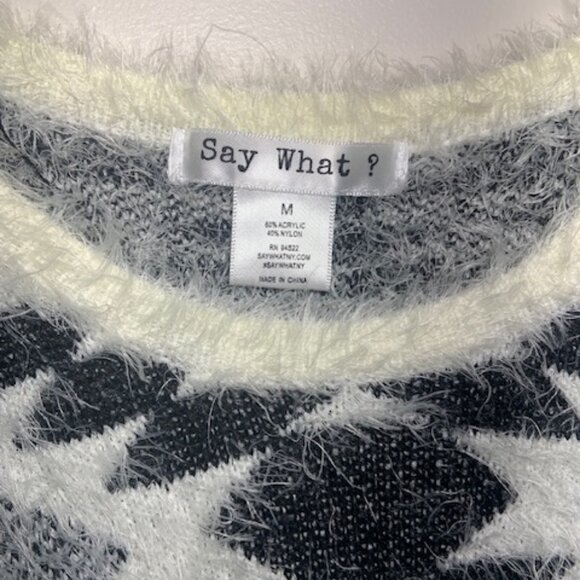 Say What ?
M
60% ACRYLIC
40% NYLON
RN 94522
SAYWHATNY.COM
#SAYWHATNY
MADE IN CHINA